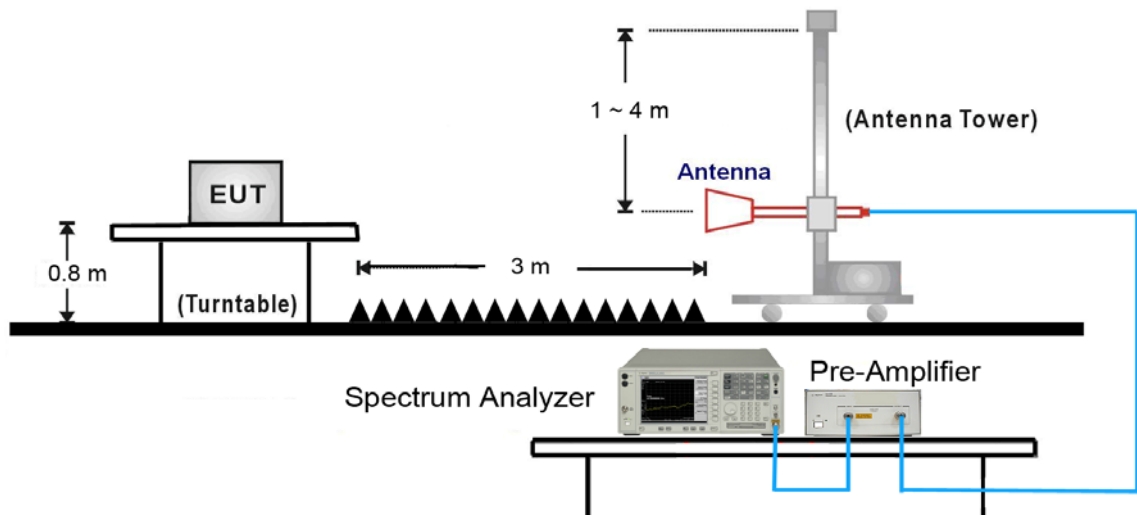 1 ~ 4 m
(Antenna Tower)
Antenna
EUT
0.8 m
3 m
(Turntable)
Spectrum Analyzer
Pre-Amplifier